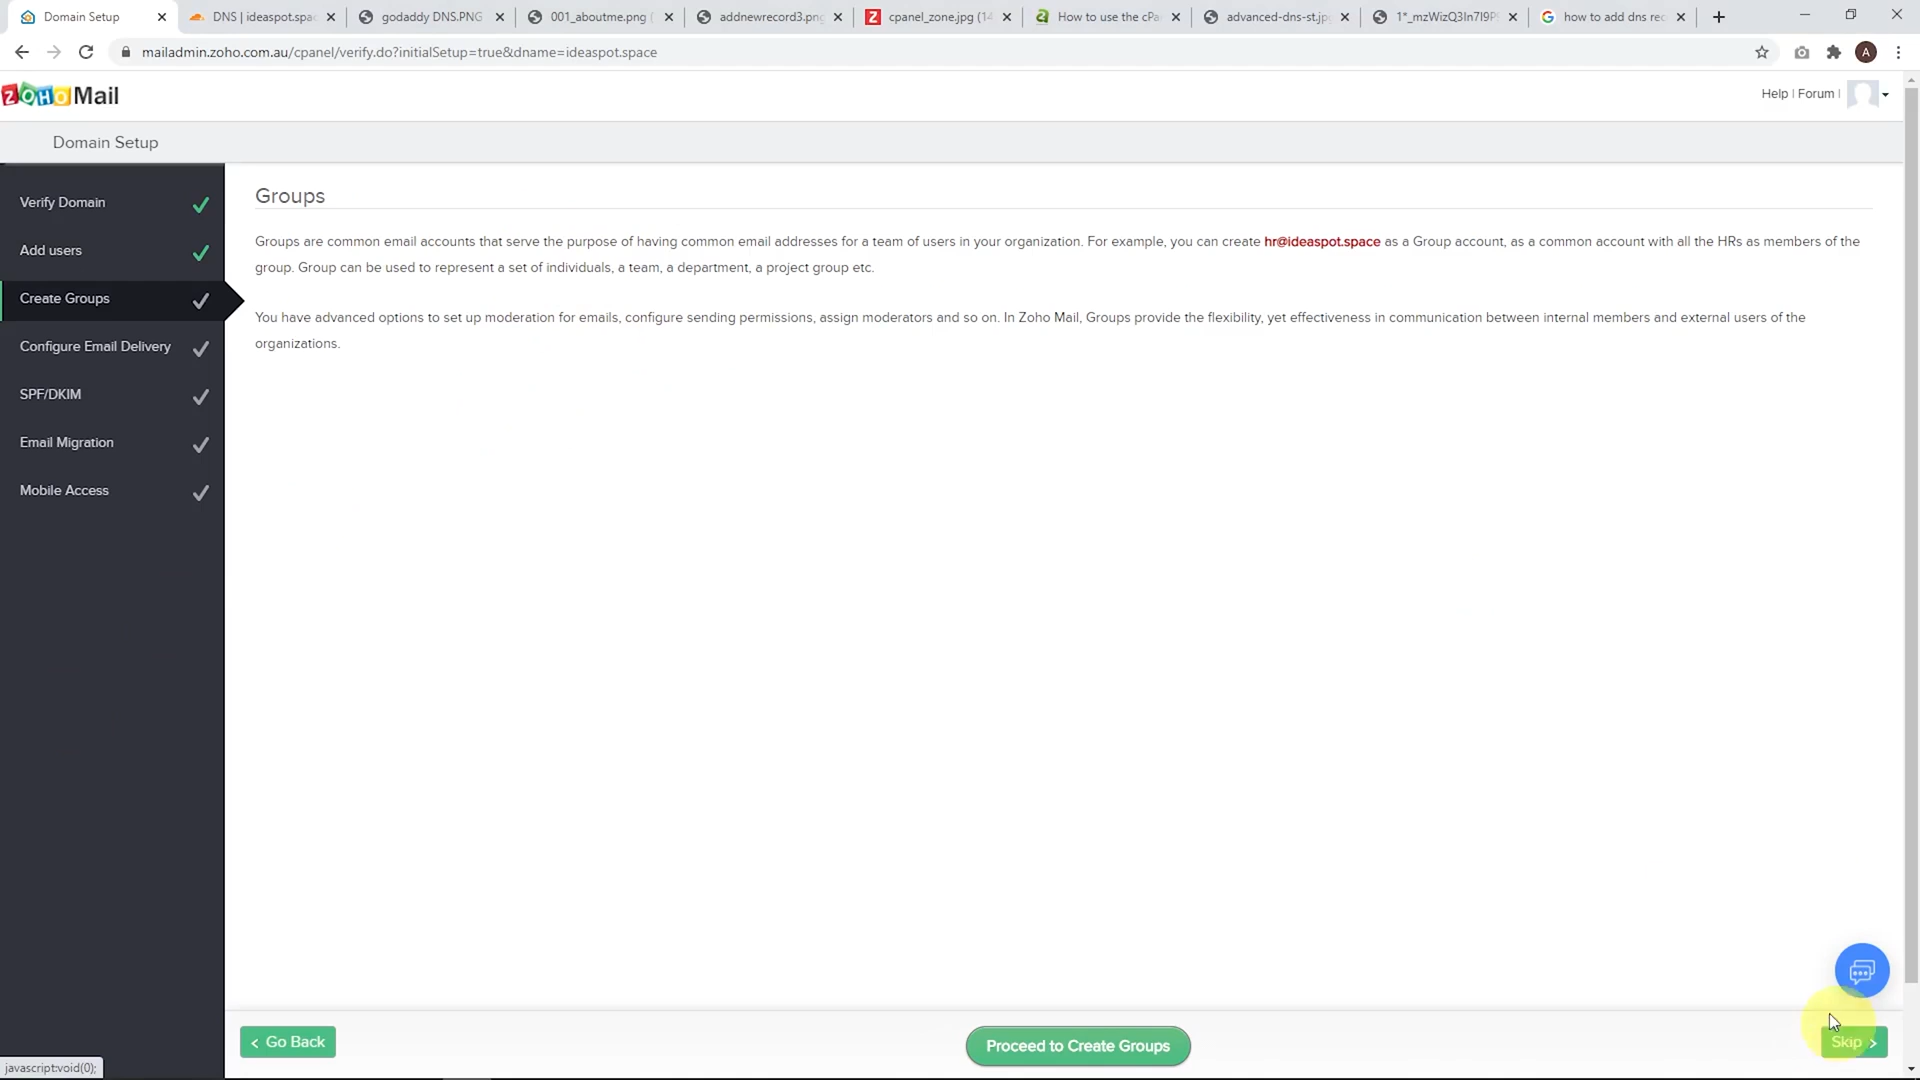 Domain Setup
DNS | ideaspot.spac
godaddy DNS.PNG
001_aboutme.png (
addnewrecord3.png
cpanel_zone.jpg (14
How to use the cPa
advanced-dns-st.jp
1*_mzWizQ3In7I9P
how to add dns rec
mailadmin.zoho.com.au/cpanel/verify.do?initialSetup=true&dname=ideaspot.space
A
ZOHO Mail
Help | Forum |
Domain Setup
Verify Domain
Add users
Create Groups
Configure Email Delivery
SPF/DKIM
Email Migration
Mobile Access
Groups
Groups are common email accounts that serve the purpose of having common email addresses for a team of users in your organization. For example, you can create hr@ideaspot.space as a Group account, as a common account with all the HRs as members of the
group. Group can be used to represent a set of individuals, a team, a department, a project group etc.
You have advanced options to set up moderation for emails, configure sending permissions, assign moderators and so on. In Zoho Mail, Groups provide the flexibility, yet effectiveness in communication between internal members and external users of the
organizations.
< Go Back
Proceed to Create Groups
Skip >
javascript:void(0);